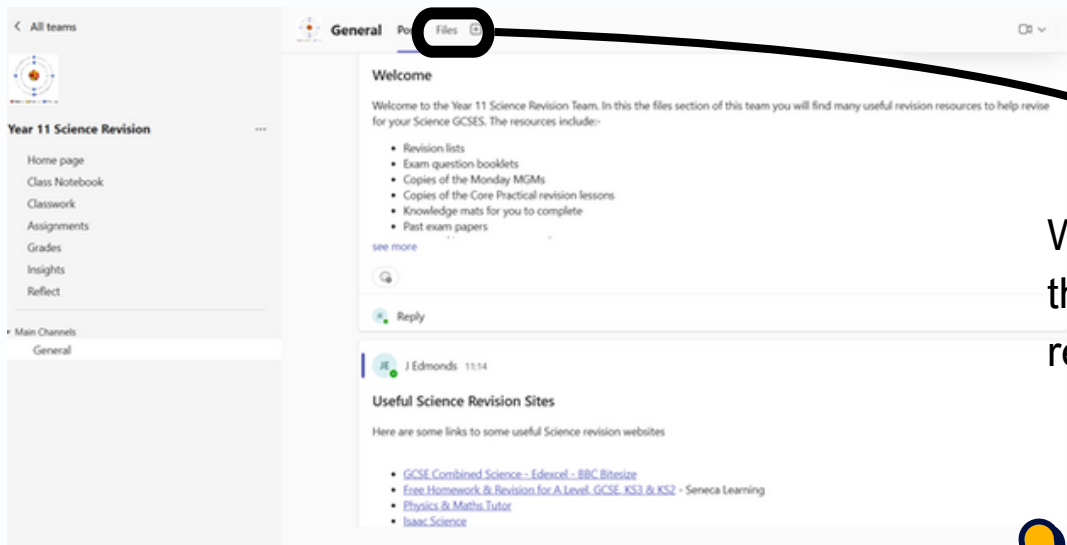 All teams
Year 11 Science Revision
Home page
Class Notebook
Classwork
Assignments
Grades
Insights
Reflect
Main Channels
General
General Po Files
Welcome
Welcome to the Year 11 Science Revision Team. In this the files section of this team you will find many useful revision resources to help revise
for your Science GCSES. The resources include:-
• Revision lists
• Exam question booklets
• Copies of the Monday MGMs
• Copies of the Core Practical revision lessons
• Knowledge mats for you to complete
• Past exam papers
see more
Reply
JE J Edmonds 11:14
Useful Science Revision Sites
Here are some links to some useful Science revision websites
• GCSE Combined Science - Edexcel - BBC Bitesize
• Free Homework & Revision for A Level, GCSE, KS3 & KS2 - Seneca Learning
• Physics & Maths Tutor
• Isaac Science
W
th
re